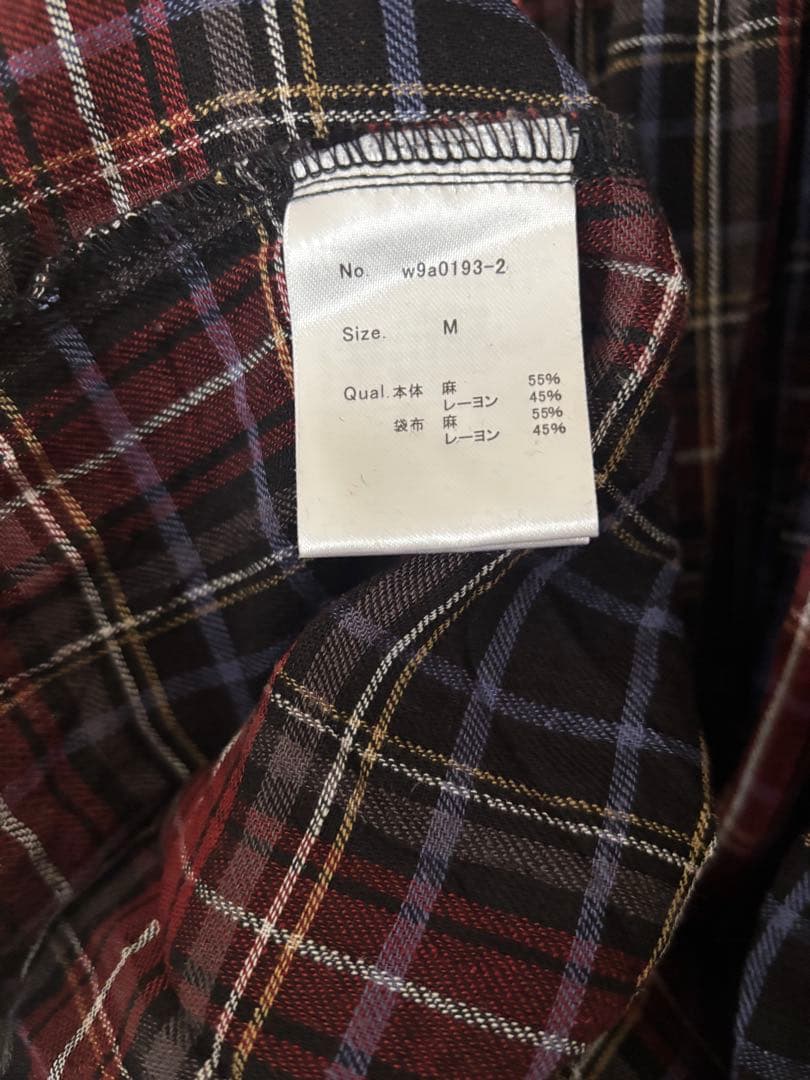 No. w9a0193-2
Size. M
Qual. 本体 麻 55%
レーヨン 45%
袋布 麻 55%
レーヨン 45%